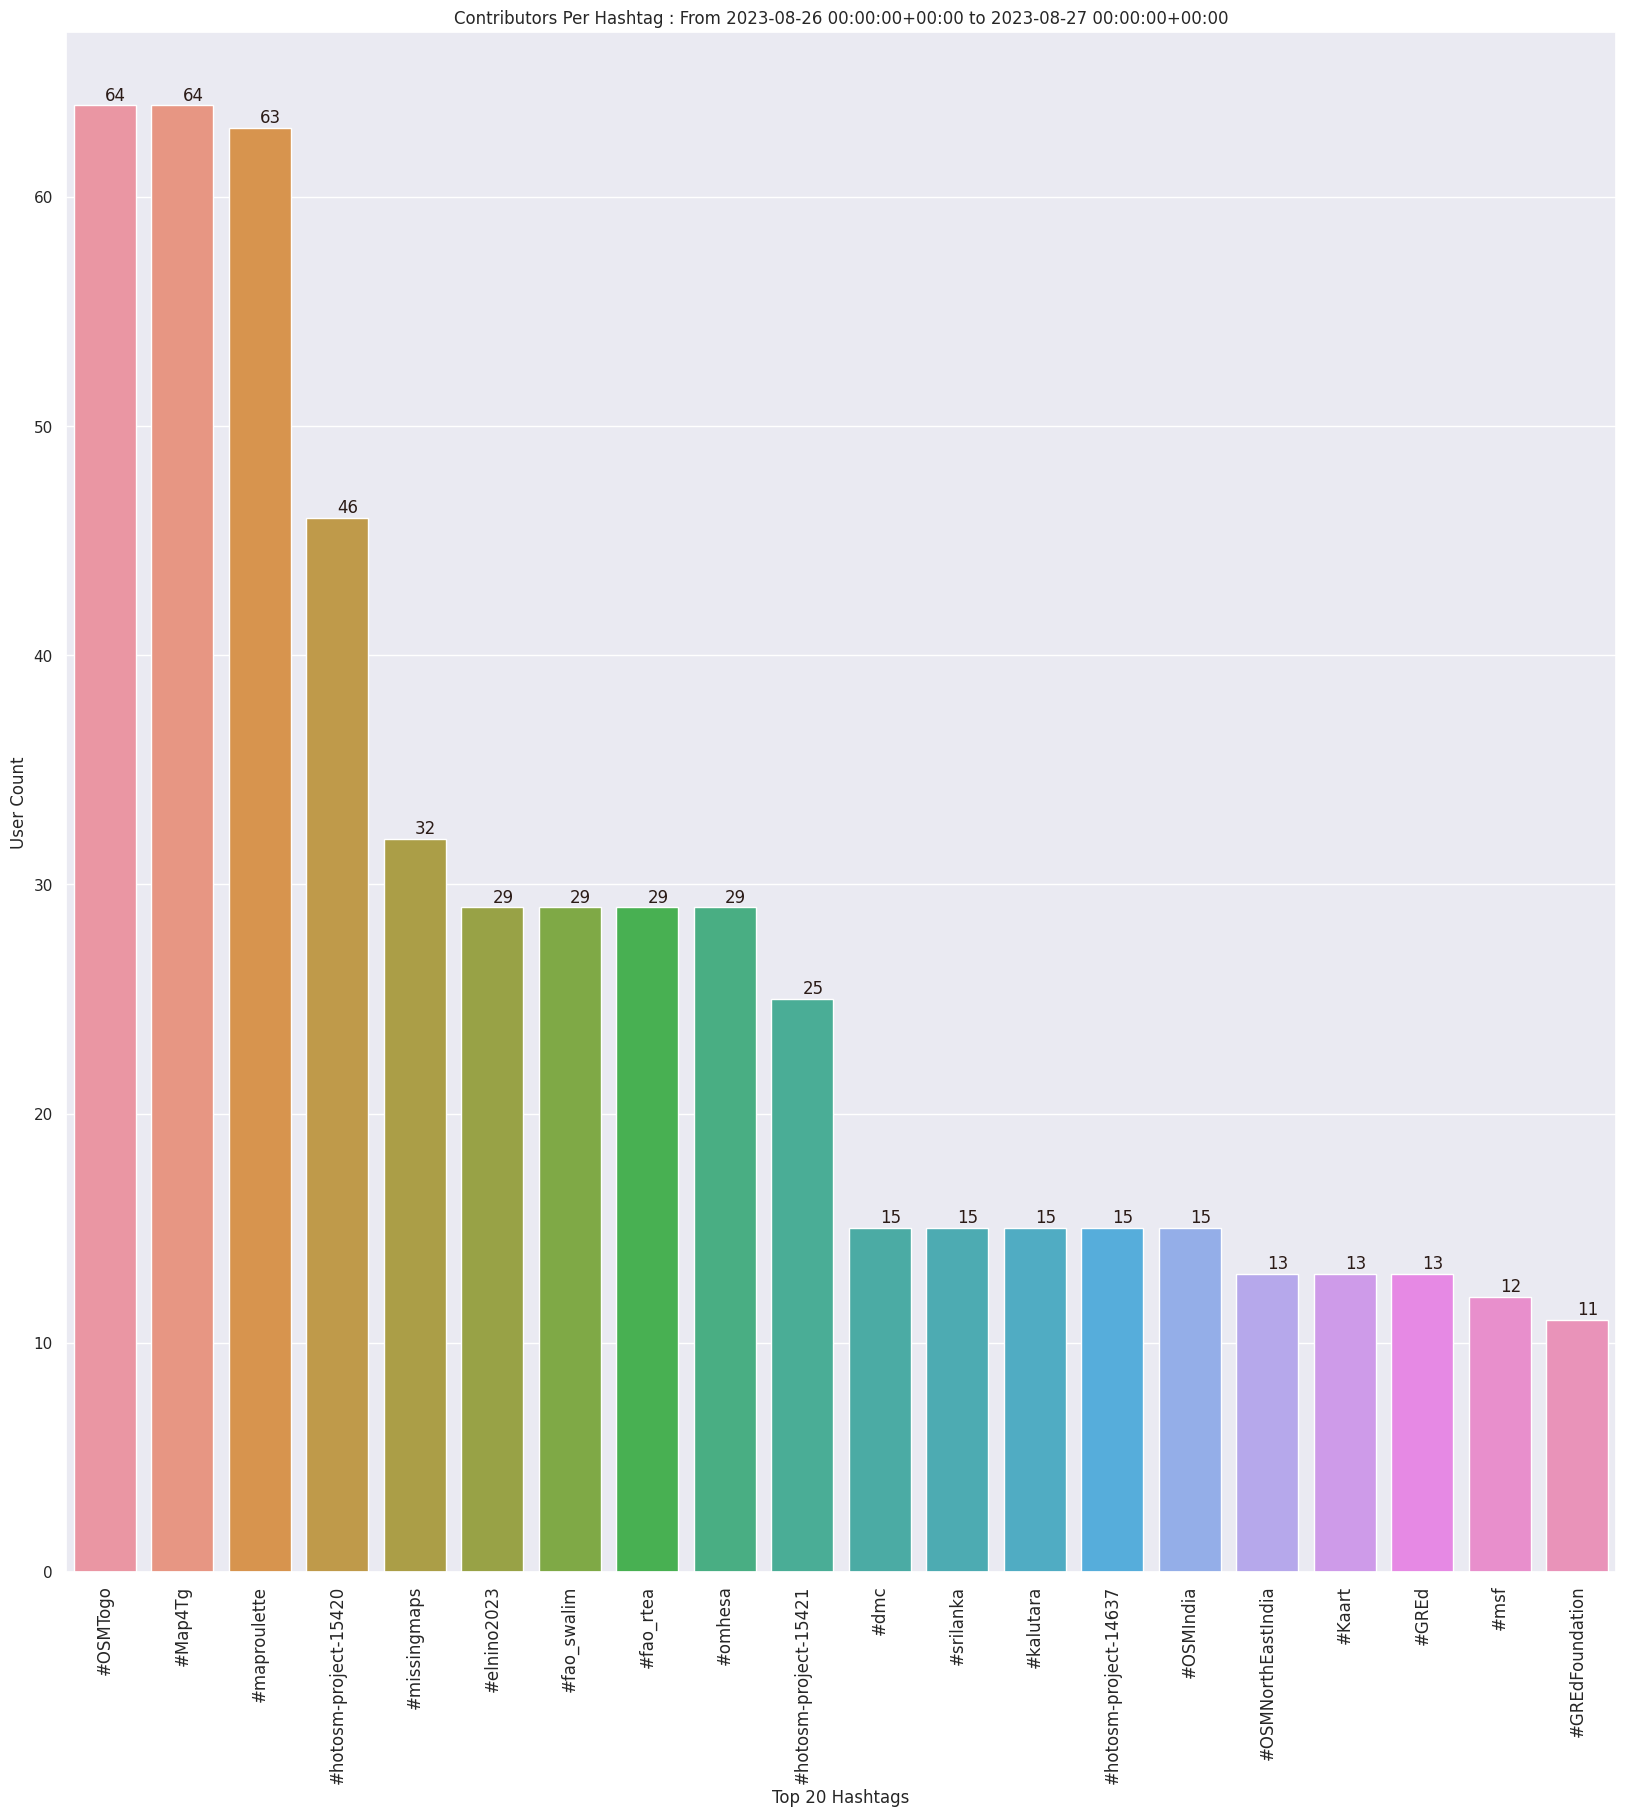 Contributors Per Hashtag : From 2023-08-26 00:00:00+00:00 to 2023-08-27 00:00:00+00:00
64
64
63
46
32
29
29
29
29
25
15
15
15
15
15
13
13
13
12
11
60
50
40
30
20
10
0
User Count
#OSMTogo
#Map4Tg
#maproulette
#hotosm-project-15420
#missingmaps
#elnino2023
#fao_swalim
#fao_rtea
#omhesa
#hotosm-project-15421
#dmc
#srilanka
#kalutara
#hotosm-project-14637
#OSMIndia
#OSMNorthEastIndia
#Kaart
#GREd
#msf
#GREdFoundation
Top 20 Hashtags